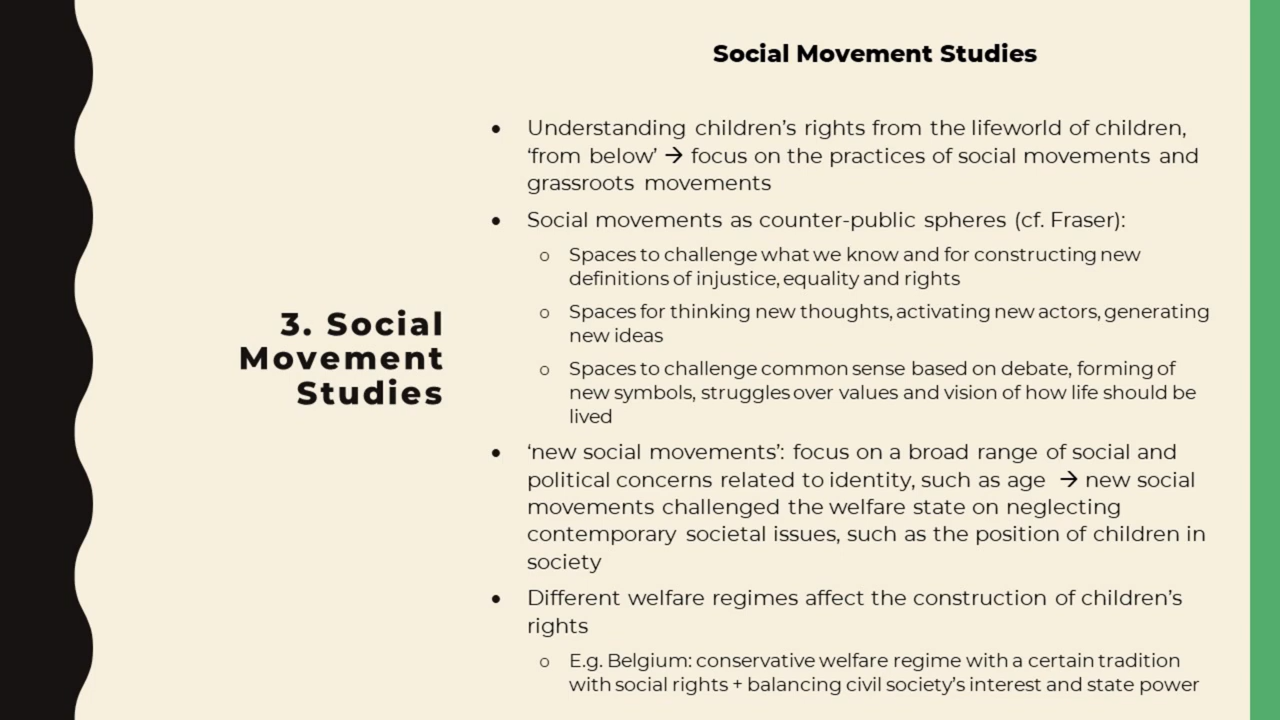 Social Movement Studies
3. Social
Movement
Studies
• Understanding children’s rights from the lifeworld of children,
‘from below’ → focus on the practices of social movements and
grassroots movements
• Social movements as counter-public spheres (cf. Fraser):
o Spaces to challenge what we know and for constructing new
definitions of injustice, equality and rights
o Spaces for thinking new thoughts, activating new actors, generating
new ideas
o Spaces to challenge common sense based on debate, forming of
new symbols, struggles over values and vision of how life should be
lived
• ‘new social movements’: focus on a broad range of social and
political concerns related to identity, such as age → new social
movements challenged the welfare state on neglecting
contemporary societal issues, such as the position of children in
society
• Different welfare regimes affect the construction of children’s
rights
o E.g. Belgium: conservative welfare regime with a certain tradition
with social rights + balancing civil society’s interest and state power